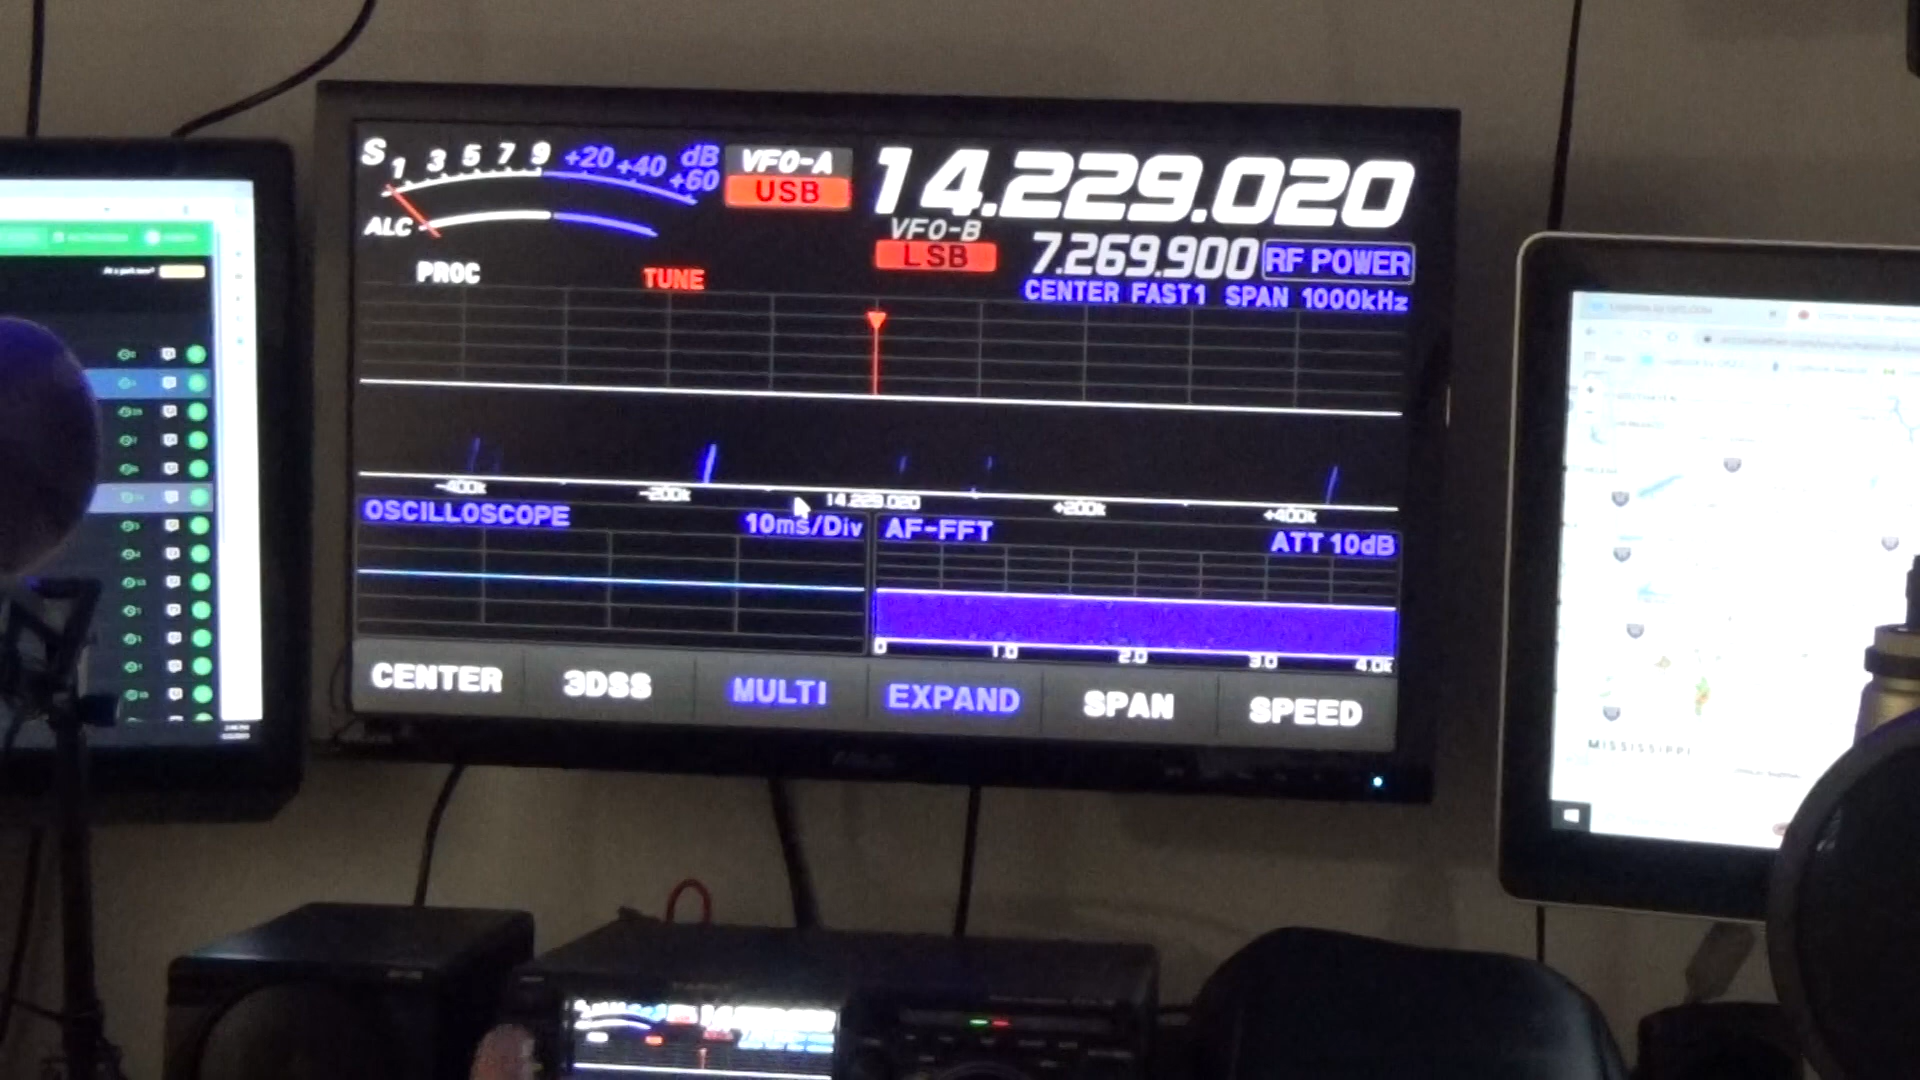 S 1 3 5 7 9 +20 +40 dB +60
VFO-A
USB
14.229.020
ALC
VFO-B
LSB
7.269.900
RF POWER
PROC
TUNE
CENTER FAST1 SPAN 1000kHz
-400k
-200k
14.229.020
+200k
+400k
OSCILLOSCOPE
10ms/Div
AF-FFT
ATT 10dB
0 1.0 2.0 3.0 4.0k
CENTER
3DSS
MULTI
EXPAND
SPAN
SPEED
MISSISSIPPI